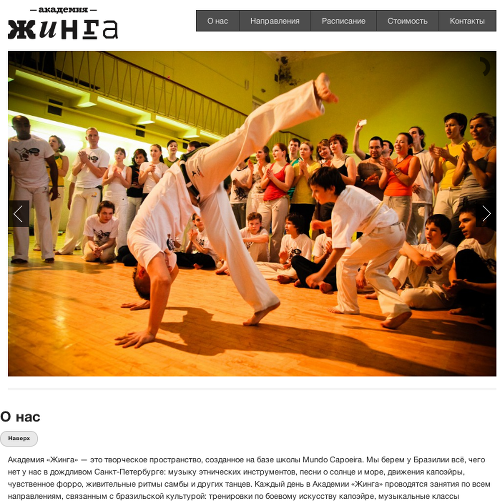 академия
жинга
О нас
Направления
Расписание
Стоимость
Контакты
О нас
Наверх
Академия «Жинга» — это творческое пространство, созданное на базе школы Mundo Capoeira. Мы берем у Бразилии всё, чего
нет у нас в дождливом Санкт-Петербурге: музыку этнических инструментов, песни о солнце и море, движения капоэйры,
чувственное форро, живительные ритмы самбы и других танцев. Каждый день в Академии «Жинга» проводятся занятия по всем
направлениям, связанным с бразильской культурой: тренировки по боевому искусству капоэйре, музыкальные классы